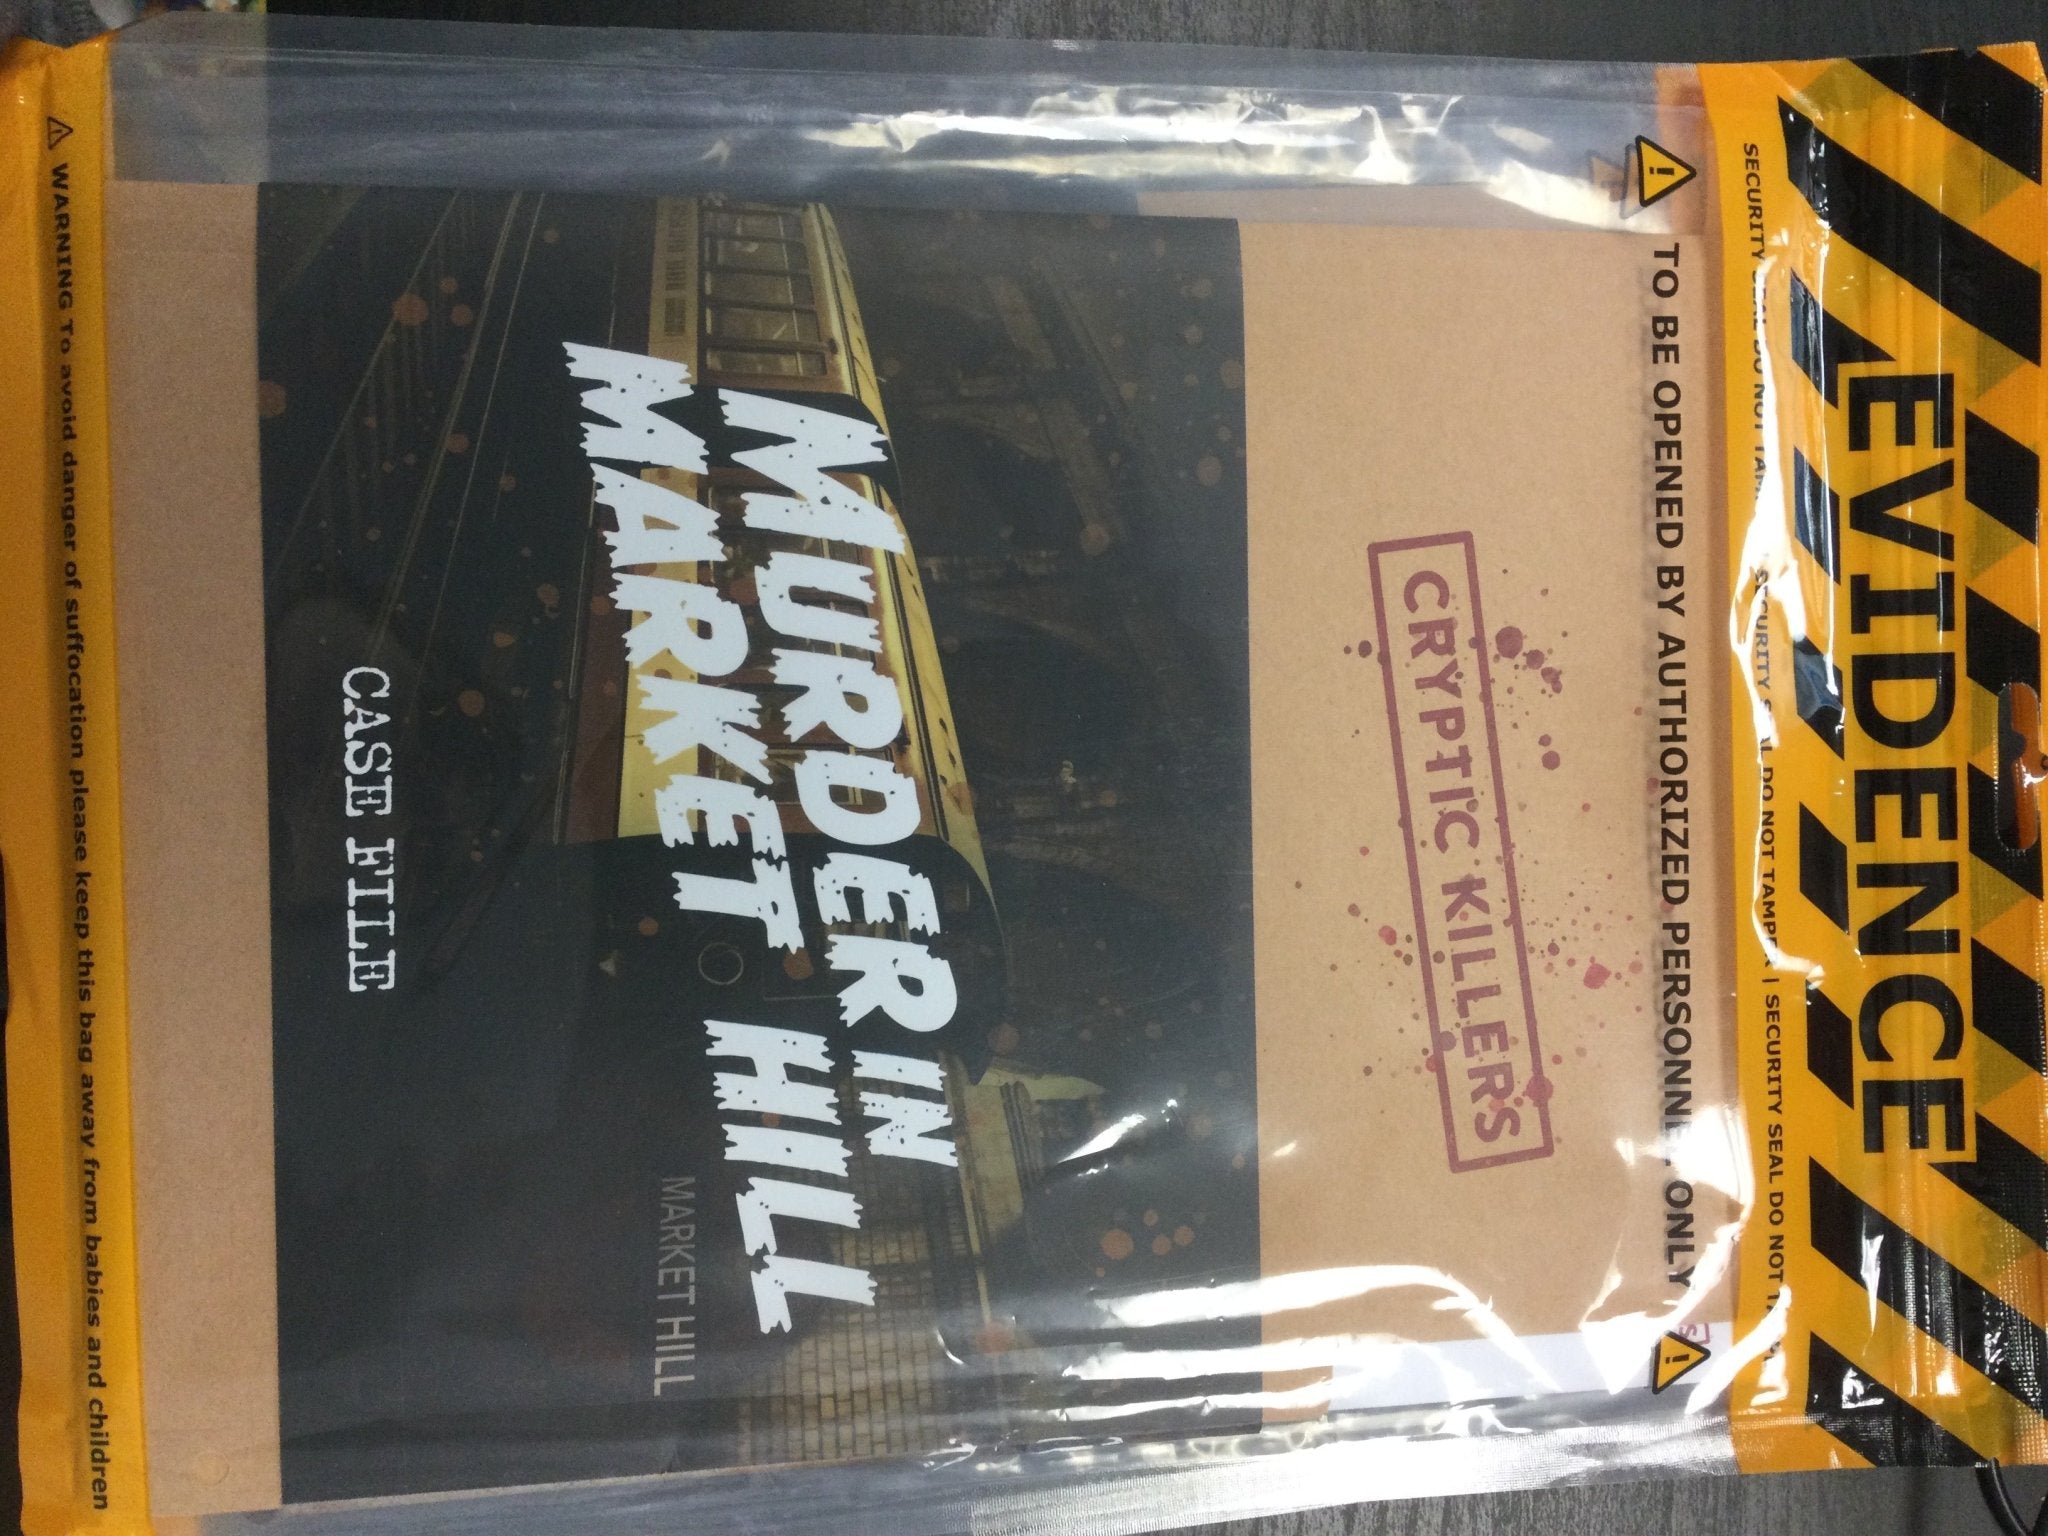 EVIDENCE
SECURITY SEAL DO NOT TAMPER | SECURITY SEAL DO NOT TAMPER | SECURITY SEAL DO NOT
TO BE OPENED BY AUTHORIZED PERSONNEL ONLY
CRYPTIC KILLERS
MURDER IN
MARKET HILL
MARKET HILL
CASE FILE
WARNING To avoid danger of suffocation please keep this bag away from babies and children